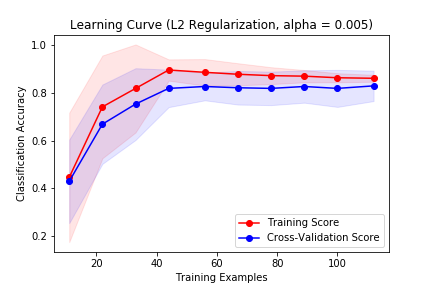 Learning Curve (L2 Regularization, alpha = 0.005)
1.0
0.8
0.6
0.4
0.2
Classification Accuracy
20
40
60
80
100
Training Examples
Training Score
Cross-Validation Score